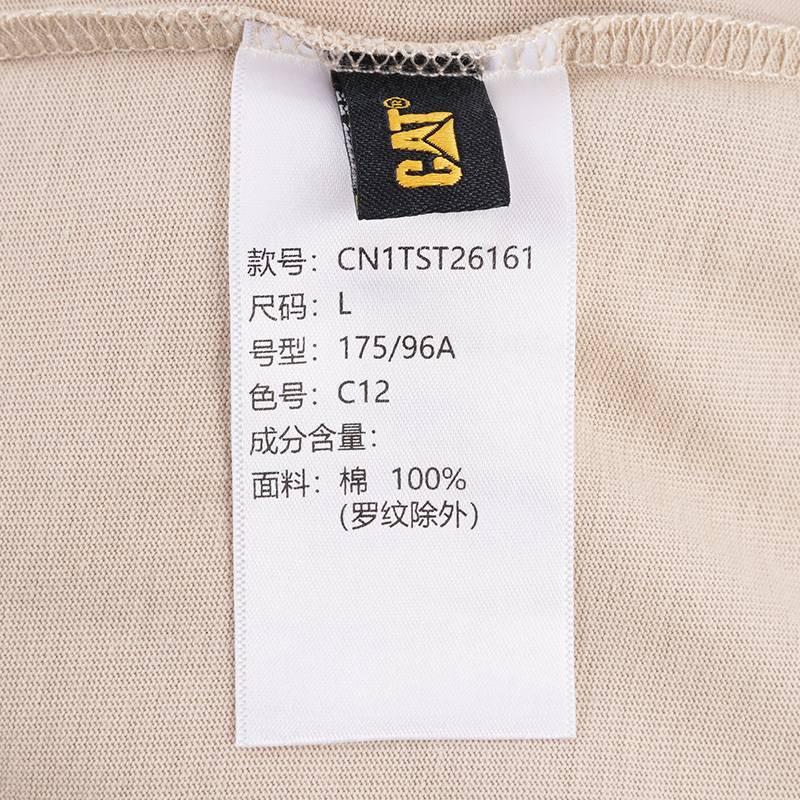 CAT®
款号：CN1TST26161
尺码：L
号型：175/96A
色号：C12
成分含量：
面料：棉 100%
(罗纹除外)